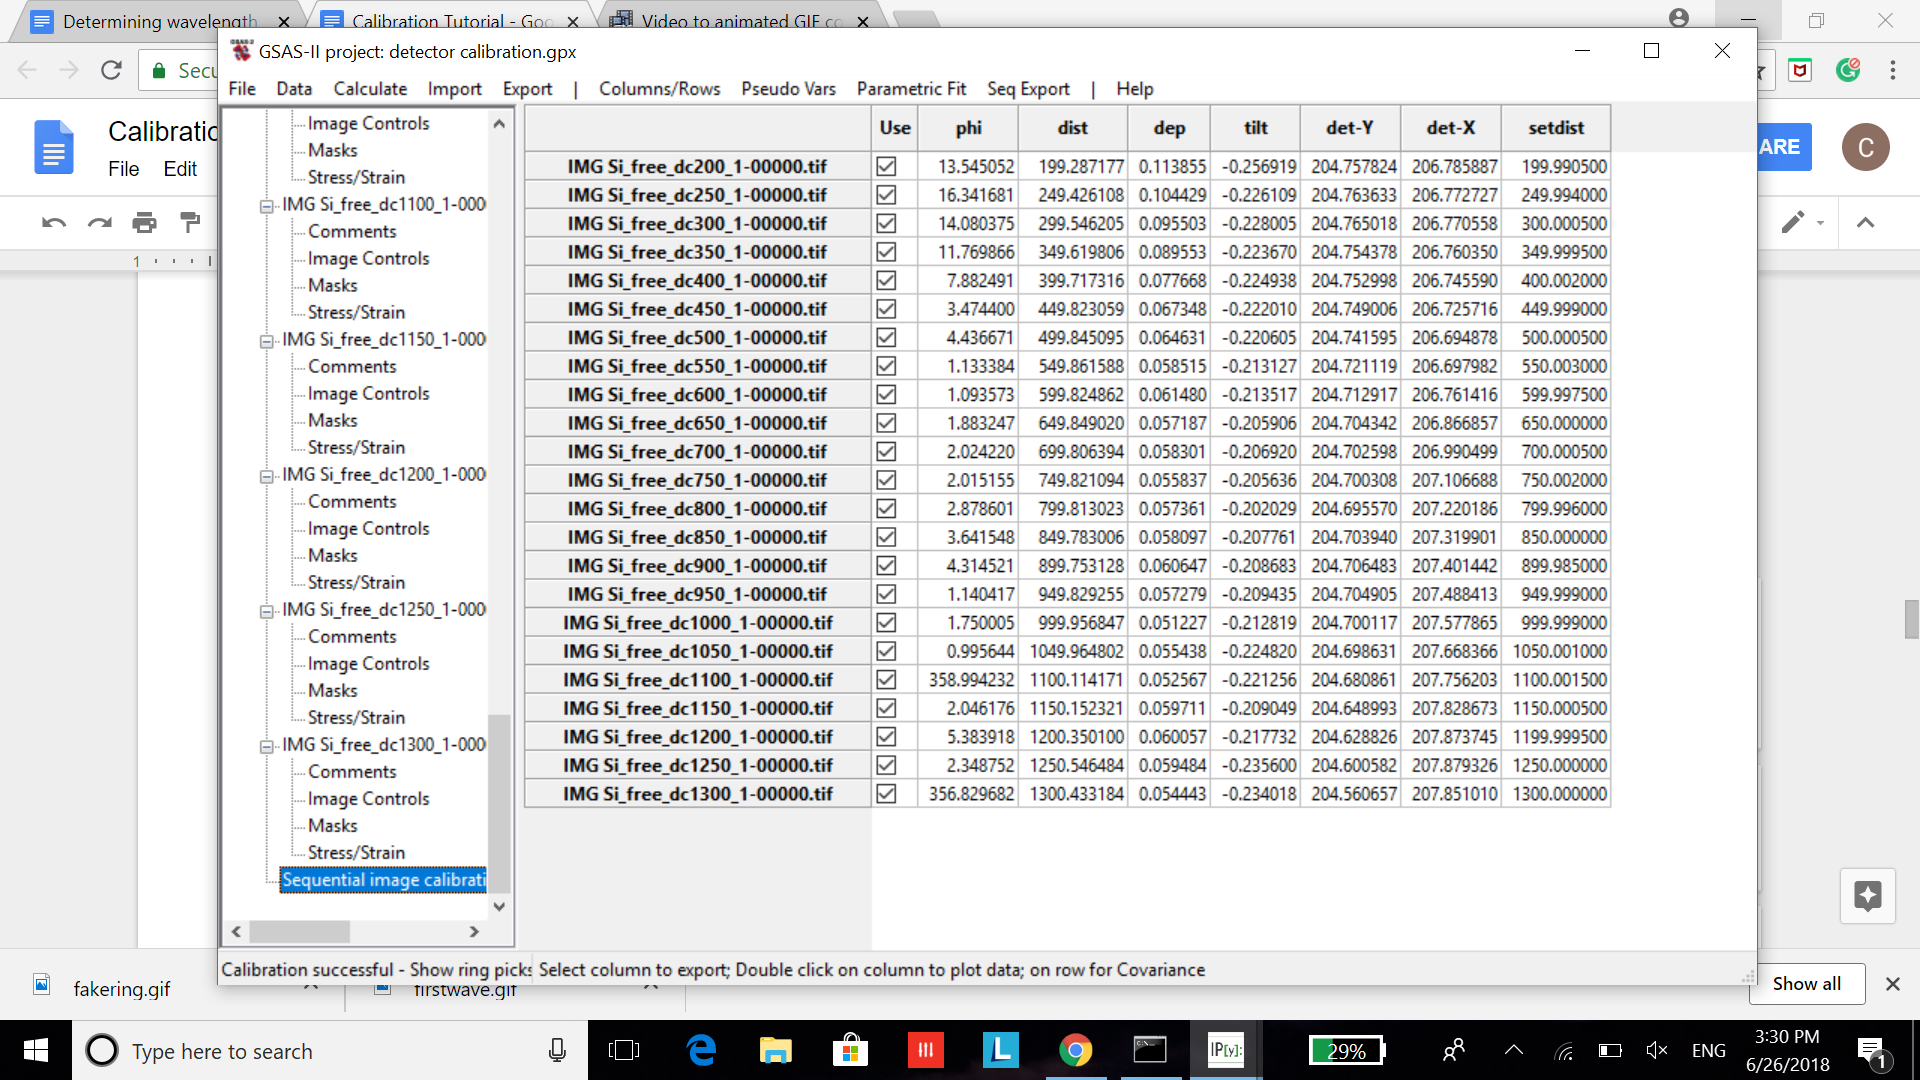 Determining wavelength
Calibration Tutorial - Goo
Video to animated GIF co
GSAS-II project: detector calibration.gpx
Secu
File Data Calculate Import Export | Columns/Rows Pseudo Vars Parametric Fit Seq Export | Help
Calibratio
File Edit
ARE
C
1
Image Controls
Masks
Stress/Strain
IMG Si_free_dc1100_1-000
Comments
Image Controls
Masks
Stress/Strain
IMG Si_free_dc1150_1-000
Comments
Image Controls
Masks
Stress/Strain
IMG Si_free_dc1200_1-000
Comments
Image Controls
Masks
Stress/Strain
IMG Si_free_dc1250_1-000
Comments
Image Controls
Masks
Stress/Strain
IMG Si_free_dc1300_1-000
Comments
Image Controls
Masks
Stress/Strain
Sequential image calibrati
Use phi dist dep tilt det-Y det-X setdist
IMG Si_free_dc200_1-00000.tif 13.545052 199.287177 0.113855 -0.256919 204.757824 206.785887 199.990500
IMG Si_free_dc250_1-00000.tif 16.341681 249.426108 0.104429 -0.226109 204.763633 206.772727 249.994000
IMG Si_free_dc300_1-00000.tif 14.080375 299.546205 0.095503 -0.228005 204.765018 206.770558 300.000500
IMG Si_free_dc350_1-00000.tif 11.769866 349.619806 0.089553 -0.223670 204.754378 206.760350 349.999500
IMG Si_free_dc400_1-00000.tif 7.882491 399.717316 0.077668 -0.224938 204.752998 206.745590 400.002000
IMG Si_free_dc450_1-00000.tif 3.474400 449.823059 0.067348 -0.222010 204.749006 206.725716 449.999000
IMG Si_free_dc500_1-00000.tif 4.436671 499.845095 0.064631 -0.220605 204.741595 206.694878 500.000500
IMG Si_free_dc550_1-00000.tif 1.133384 549.861588 0.058515 -0.213127 204.721119 206.697982 550.003000
IMG Si_free_dc600_1-00000.tif 1.093573 599.824862 0.061480 -0.213517 204.712917 206.761416 599.997500
IMG Si_free_dc650_1-00000.tif 1.883247 649.849020 0.057187 -0.205906 204.704342 206.866857 650.000000
IMG Si_free_dc700_1-00000.tif 2.024220 699.806394 0.058301 -0.206920 204.702598 206.990499 700.000500
IMG Si_free_dc750_1-00000.tif 2.015155 749.821094 0.055837 -0.205636 204.700308 207.106688 750.002000
IMG Si_free_dc800_1-00000.tif 2.878601 799.813023 0.057361 -0.202029 204.695570 207.220186 799.996000
IMG Si_free_dc850_1-00000.tif 3.641548 849.783006 0.058097 -0.207761 204.703940 207.319901 850.000000
IMG Si_free_dc900_1-00000.tif 4.314521 899.753128 0.060647 -0.208683 204.706483 207.401442 899.985000
IMG Si_free_dc950_1-00000.tif 1.140417 949.829255 0.057279 -0.209435 204.704905 207.488413 949.999000
IMG Si_free_dc1000_1-00000.tif 1.750005 999.956847 0.051227 -0.212819 204.700117 207.577865 999.999000
IMG Si_free_dc1050_1-00000.tif 0.995644 1049.964802 0.055438 -0.224820 204.698631 207.668366 1050.001000
IMG Si_free_dc1100_1-00000.tif 358.994232 1100.114171 0.052567 -0.221256 204.680861 207.756203 1100.001500
IMG Si_free_dc1150_1-00000.tif 2.046176 1150.152321 0.059711 -0.209049 204.648993 207.828673 1150.000500
IMG Si_free_dc1200_1-00000.tif 5.383918 1200.350100 0.060057 -0.217732 204.628826 207.873745 1199.999500
IMG Si_free_dc1250_1-00000.tif 2.348752 1250.546484 0.059484 -0.235600 204.600582 207.879326 1250.000000
IMG Si_free_dc1300_1-00000.tif 356.829682 1300.433184 0.054443 -0.234018 204.560657 207.851010 1300.000000
Calibration successful - Show ring picks Select column to export; Double click on column to plot data; on row for Covariance
fakering.gif
firstwave.gif
Show all
Type here to search
L
IP[y]:
29%
ENG
3:30 PM
6/26/2018
1